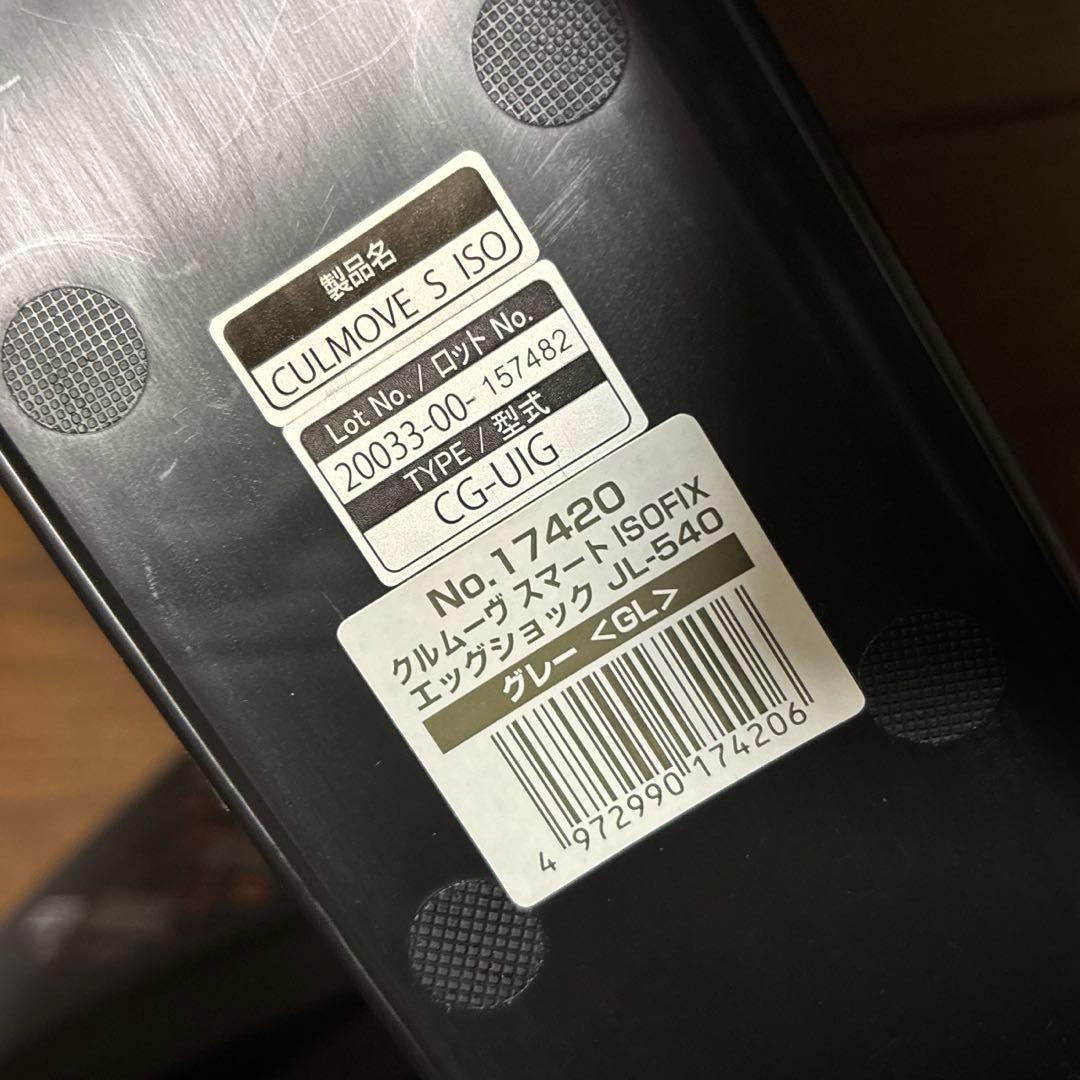 製品名
CULMOVE S ISO
Lot No. / ロット No.
20033-00-157482
TYPE / 型式
CG-UIG
No.17420
クルムーヴ スマート ISOFIX
エッグショック JL-540
グレー <GL>
4 972990 174206